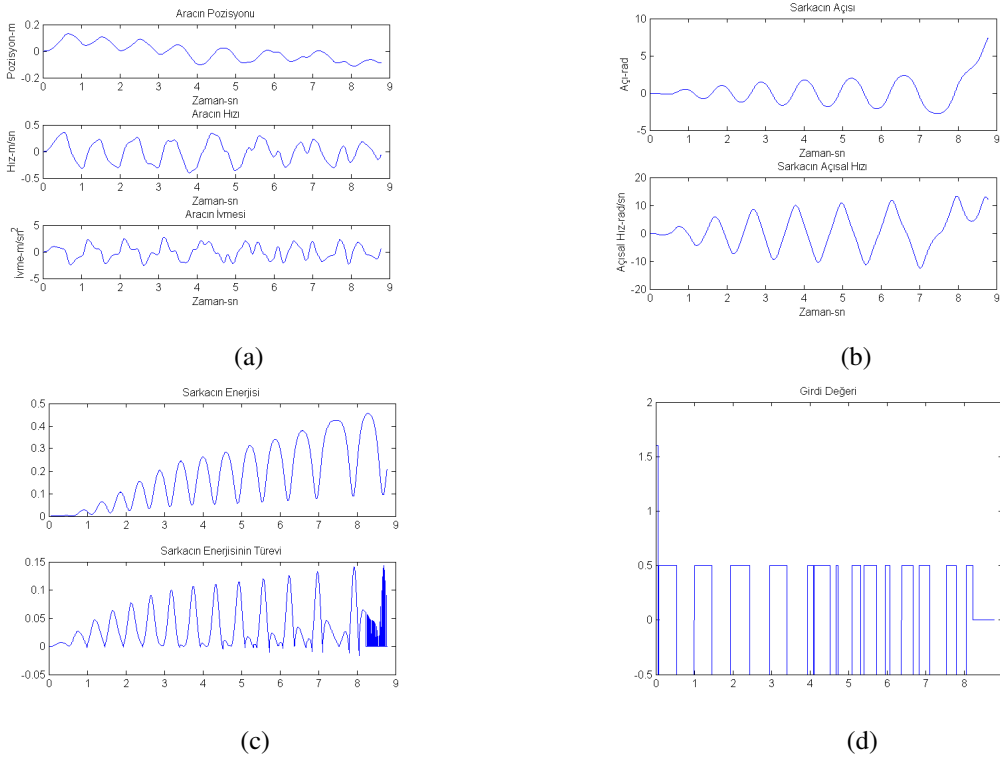 Aracın Pozisyonu
Pozisyon-m
0.2
0
-0.2
0 1 2 3 4 5 6 7 8 9
Zaman-sn
Aracın Hızı
Hız-m/sn
0.5
0
-0.5
0 1 2 3 4 5 6 7 8 9
Zaman-sn
Aracın İvmesi
İvme-m/sn²
5
0
-5
0 1 2 3 4 5 6 7 8 9
Zaman-sn
(a)
Sarkacın Açısı
Açı-rad
10
5
0
-5
0 1 2 3 4 5 6 7 8 9
Zaman-sn
Sarkacın Açısal Hızı
Açısal Hız-rad/sn
20
10
0
-10
-20
0 1 2 3 4 5 6 7 8 9
Zaman-sn
(b)
Sarkacın Enerjisi
0.5
0.4
0.3
0.2
0.1
0
0 1 2 3 4 5 6 7 8 9
Sarkacın Enerjisinin Türevi
0.15
0.1
0.05
0
-0.05
0 1 2 3 4 5 6 7 8 9
(c)
Girdi Değeri
2
1.5
1
0.5
0
-0.5
0 1 2 3 4 5 6 7 8
(d)